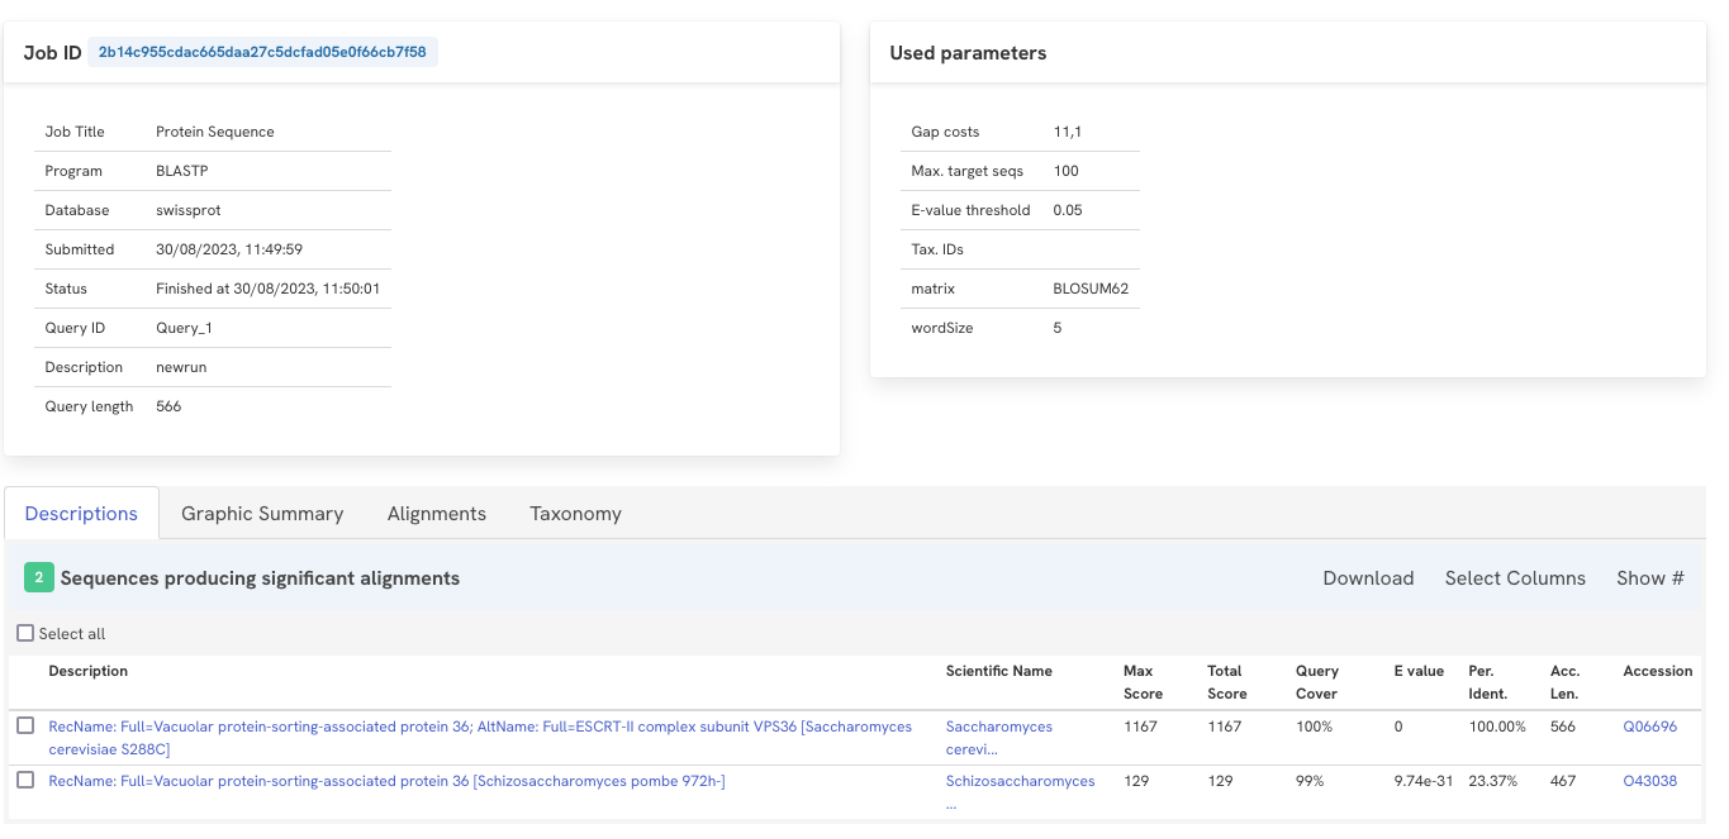 Job ID 2b14c955cdac665daa27c5dcfad05e0f66cb7f58
Job Title Protein Sequence
Program BLASTP
Database swissprot
Submitted 30/08/2023, 11:49:59
Status Finished at 30/08/2023, 11:50:01
Query ID Query_1
Description newrun
Query length 566
Used parameters
Gap costs 11,1
Max. target seqs 100
E-value threshold 0.05
Tax. IDs
matrix BLOSUM62
wordSize 5
Descriptions Graphic Summary Alignments Taxonomy
2 Sequences producing significant alignments Download Select Columns Show #
Select all
Description Scientific Name Max Score Total Score Query Cover E value Per. Ident. Acc. Len. Accession
RecName: Full=Vacuolar protein-sorting-associated protein 36; AltName: Full=ESCRT-II complex subunit VPS36 [Saccharomyces cerevisiae S288C] Saccharomyces cerevi... 1167 1167 100% 0 100.00% 566 Q06696
RecName: Full=Vacuolar protein-sorting-associated protein 36 [Schizosaccharomyces pombe 972h-] Schizosaccharomyces ... 129 129 99% 9.74e-31 23.37% 467 O43038